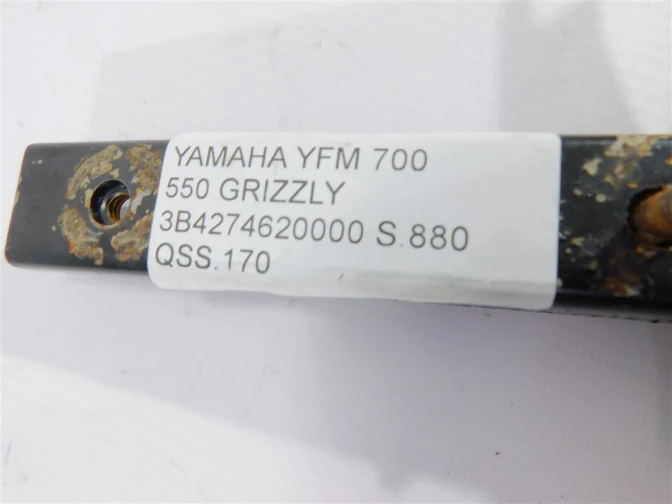 YAMAHA YFM 700
550 GRIZZLY
3B4274620000 S.880
QSS.170